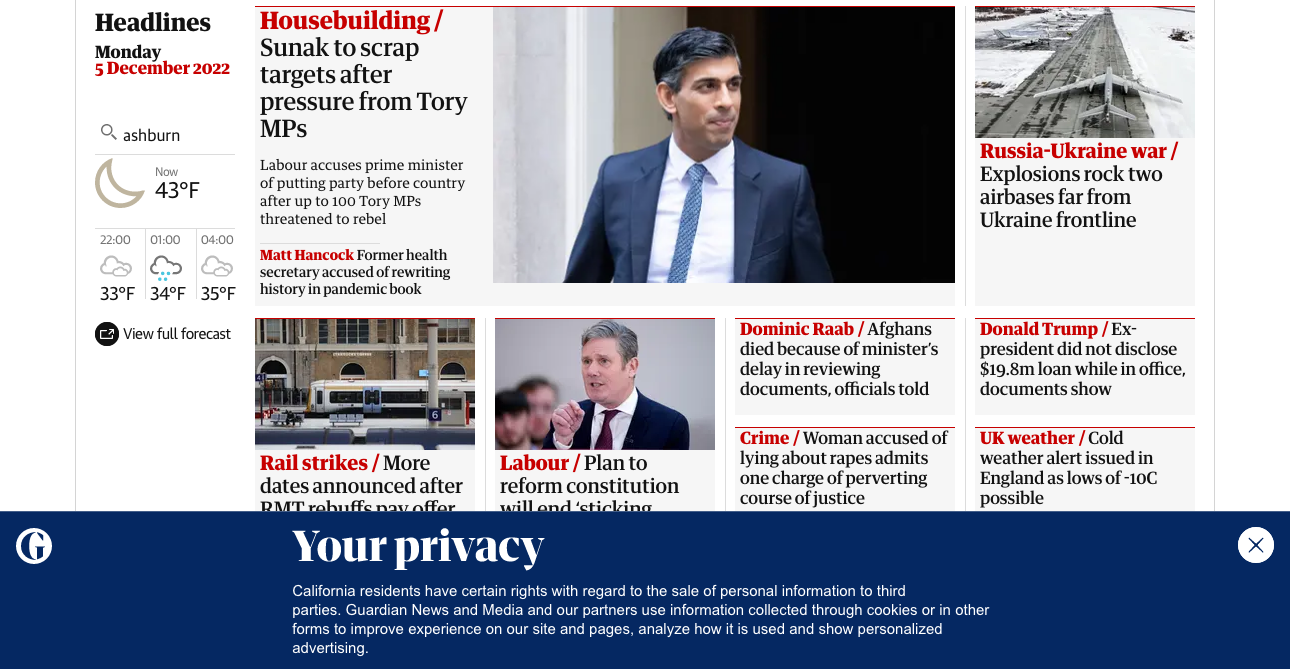 Headlines
Monday
5 December 2022
ashburn
Now
43°F
22:00
01:00
04:00
33°F
34°F
35°F
View full forecast
Housebuilding /
Sunak to scrap
targets after
pressure from Tory
MPs
Labour accuses prime minister
of putting party before country
after up to 100 Tory MPs
threatened to rebel
Matt Hancock Former health
secretary accused of rewriting
history in pandemic book
Russia-Ukraine war /
Explosions rock two
airbases far from
Ukraine frontline
4
6
Rail strikes / More
dates announced after
RMT rebuffs pay offer
Labour / Plan to
reform constitution
will end ‘sticking
Dominic Raab / Afghans
died because of minister’s
delay in reviewing
documents, officials told
Crime / Woman accused of
lying about rapes admits
one charge of perverting
course of justice
Donald Trump / Ex-
president did not disclose
$19.8m loan while in office,
documents show
UK weather / Cold
weather alert issued in
England as lows of -10C
possible
G
Your privacy
California residents have certain rights with regard to the sale of personal information to third
parties. Guardian News and Media and our partners use information collected through cookies or in other
forms to improve experience on our site and pages, analyze how it is used and show personalized
advertising.